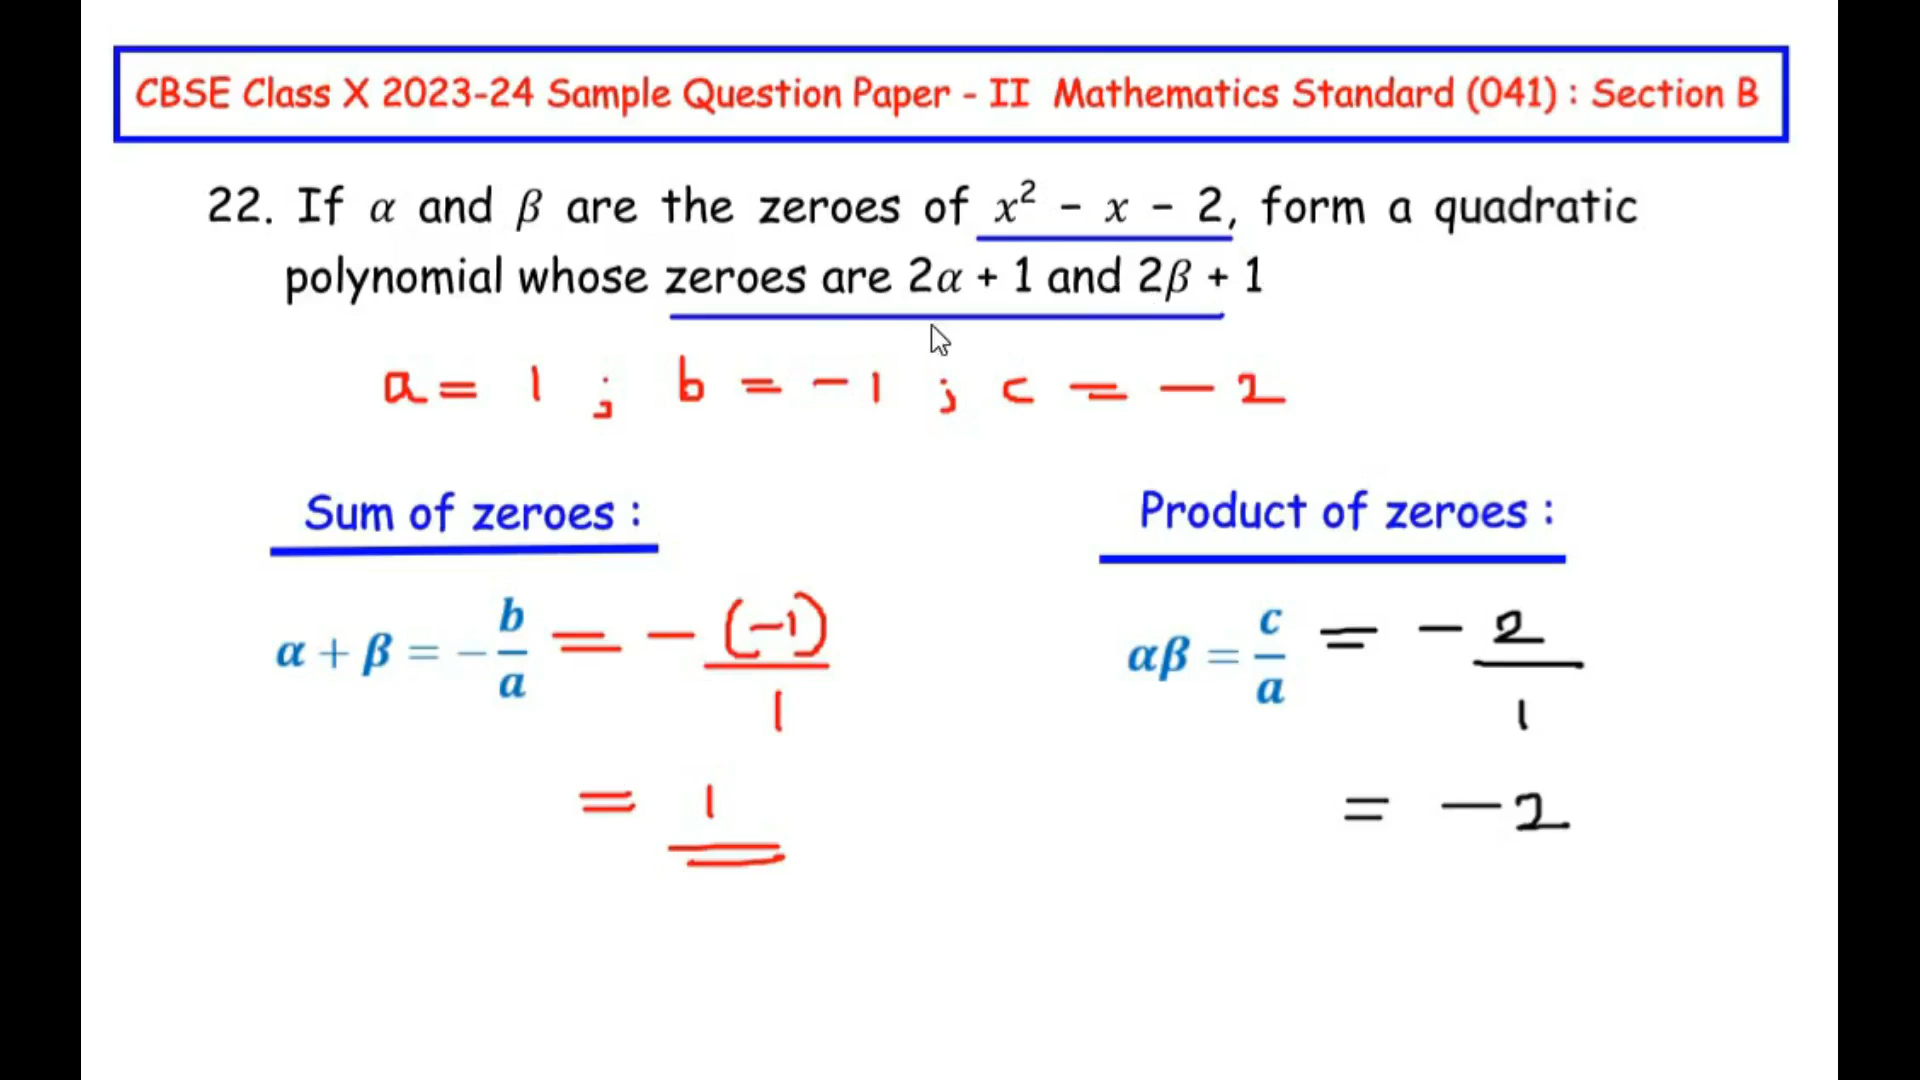 CBSE Class X 2023-24 Sample Question Paper - II Mathematics Standard (041) : Section B
22. If α and β are the zeroes of x² - x - 2, form a quadratic
polynomial whose zeroes are 2α + 1 and 2β + 1
a = 1 ; b = -1 ; c = -2
Sum of zeroes :
Product of zeroes :
α + β = - b/a = - (-1)/1
αβ = c/a = - 2/1
= 1
= -2